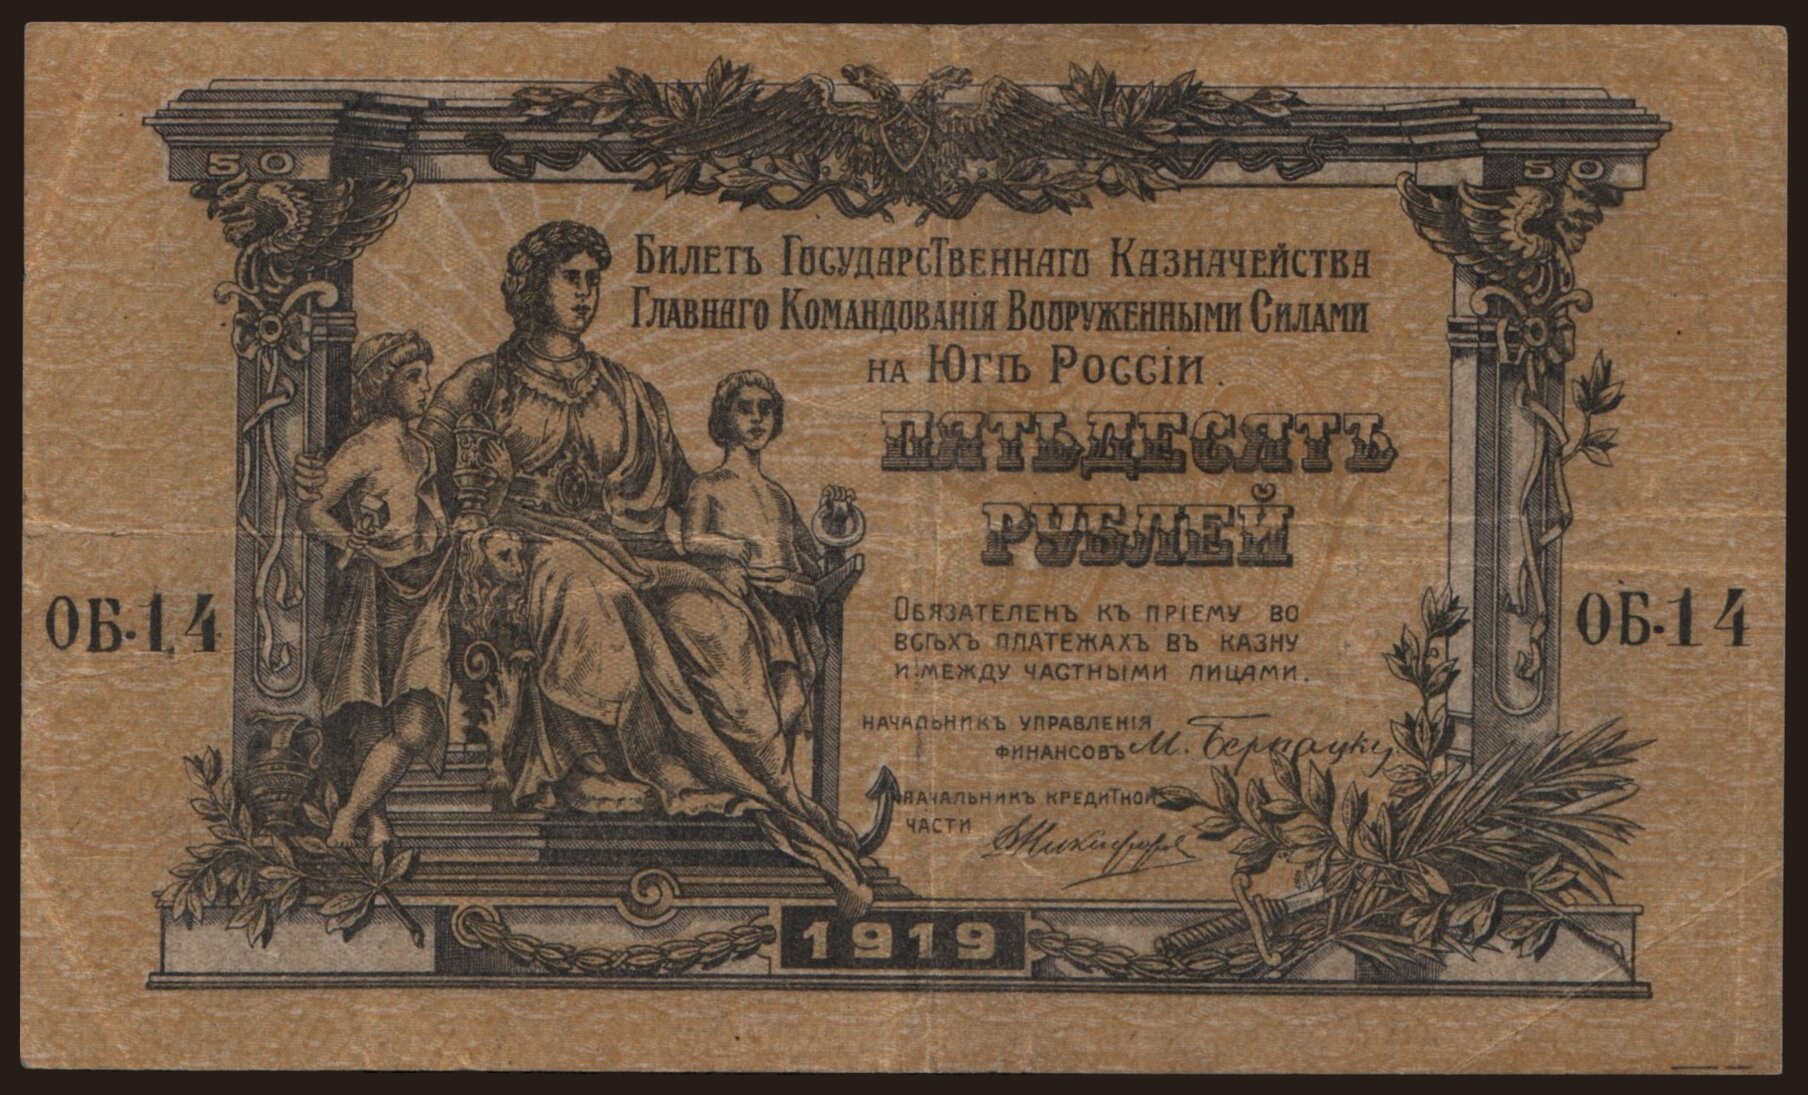 50 50
Билетъ ГосударсТвеннаго Казначейства
Главнаго Командованія Вооруженными Силами
на Югѣ Россіи.
ПЯТЬДЕСЯТЪ
РУБЛЕЙ
ОБ-14 ОБ-14
Обязателенъ къ пріему во
всѣхъ платежахъ въ казну
и между частными лицами.
начальникъ управленія
финансовъ М.
начальникъ кредитной
части
1919